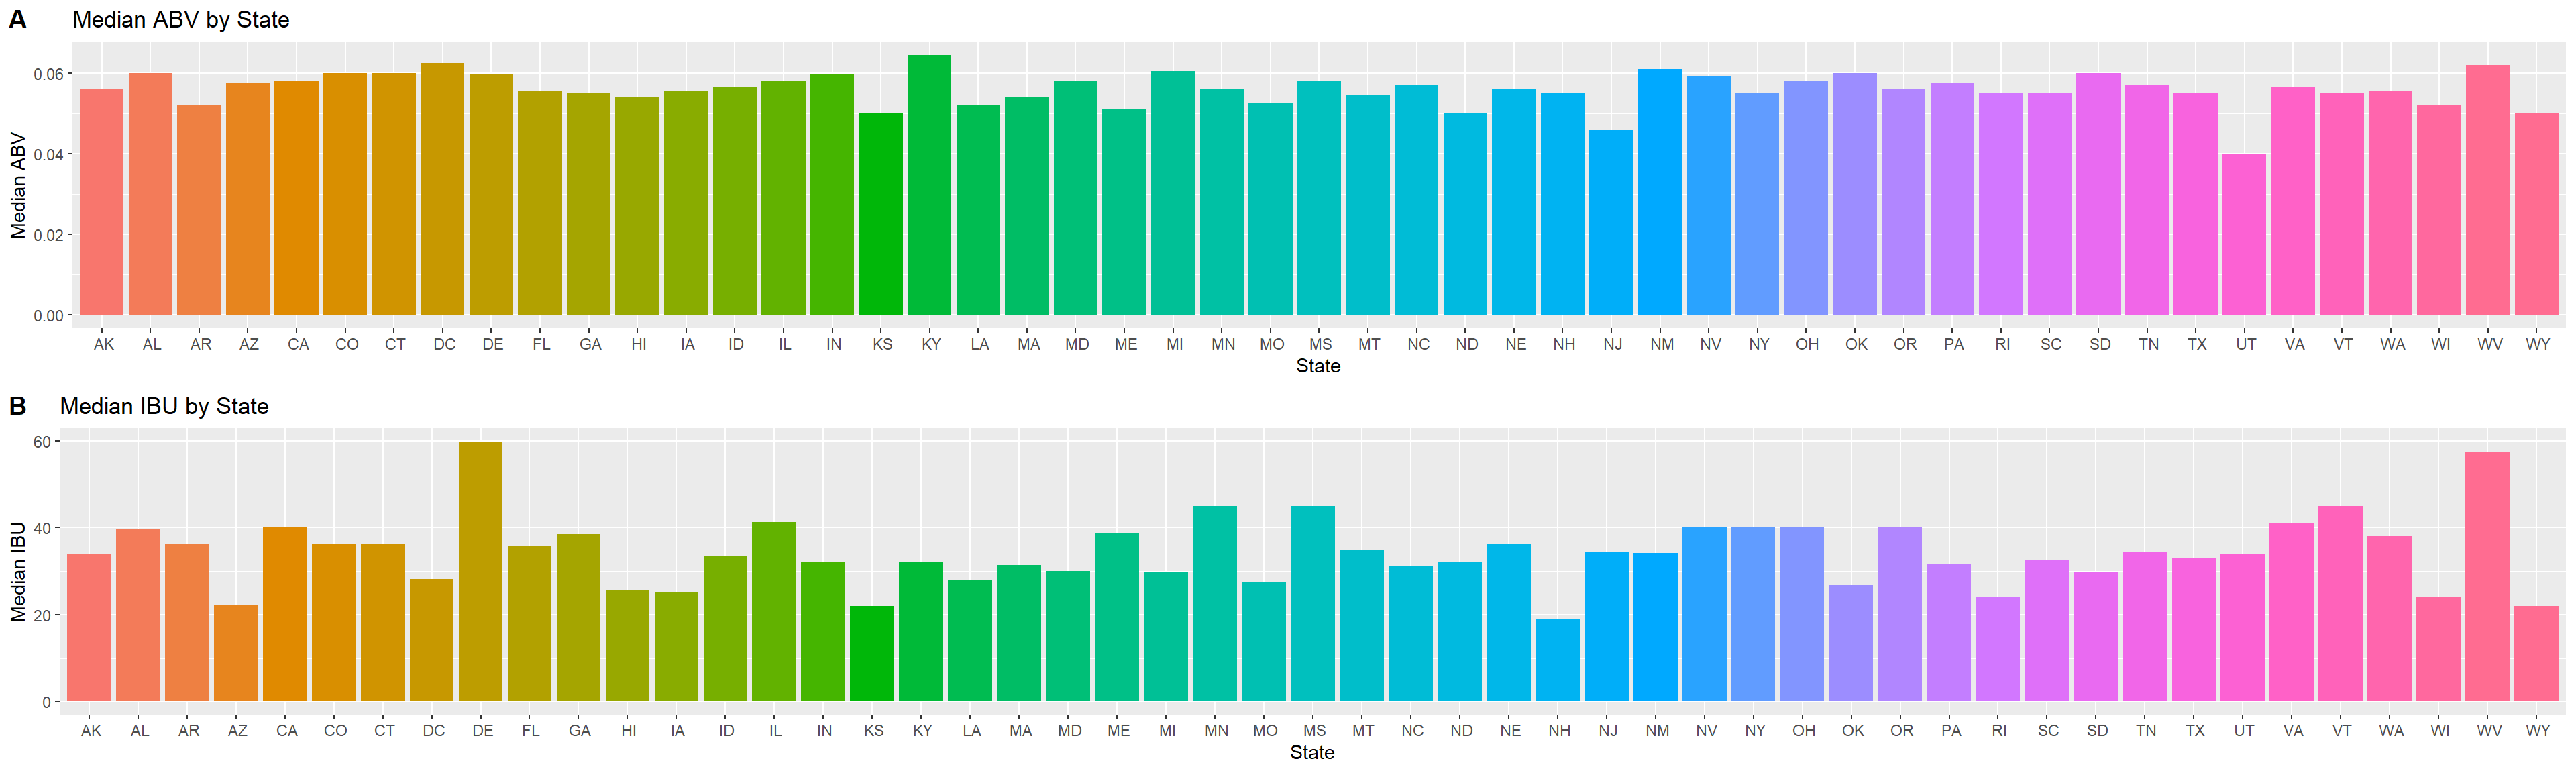 A Median ABV by State
0.06
0.04
0.02
0.00
Median ABV
AK AL AR AZ CA CO CT DC DE FL GA HI IA ID IL IN KS KY LA MA MD ME MI MN MO MS MT NC ND NE NH NJ NM NV NY OH OK OR PA RI SC SD TN TX UT VA VT WA WI WV WY
State
B Median IBU by State
60
40
20
0
Median IBU
AK AL AR AZ CA CO CT DC DE FL GA HI IA ID IL IN KS KY LA MA MD ME MI MN MO MS MT NC ND NE NH NJ NM NV NY OH OK OR PA RI SC SD TN TX UT VA VT WA WI WV WY
State